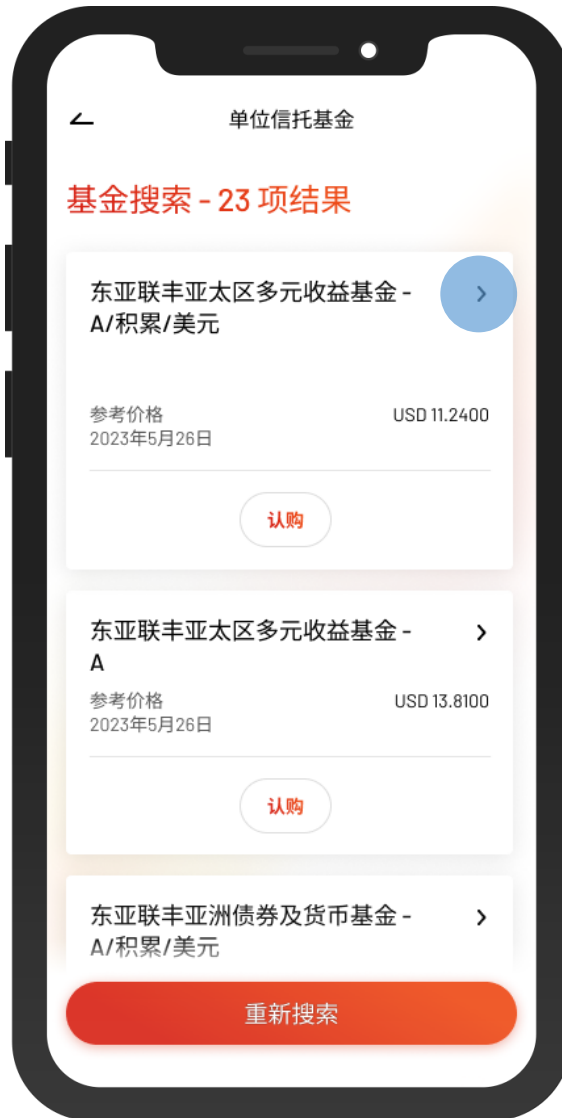 单位信托基金
基金搜索 - 23 项结果
东亚联丰亚太区多元收益基金 -
A/积累/美元
参考价格
USD 11.2400
2023年5月26日
认购
东亚联丰亚太区多元收益基金 -
A
参考价格
USD 13.8100
2023年5月26日
认购
东亚联丰亚洲债券及货币基金 -
A/积累/美元
重新搜索